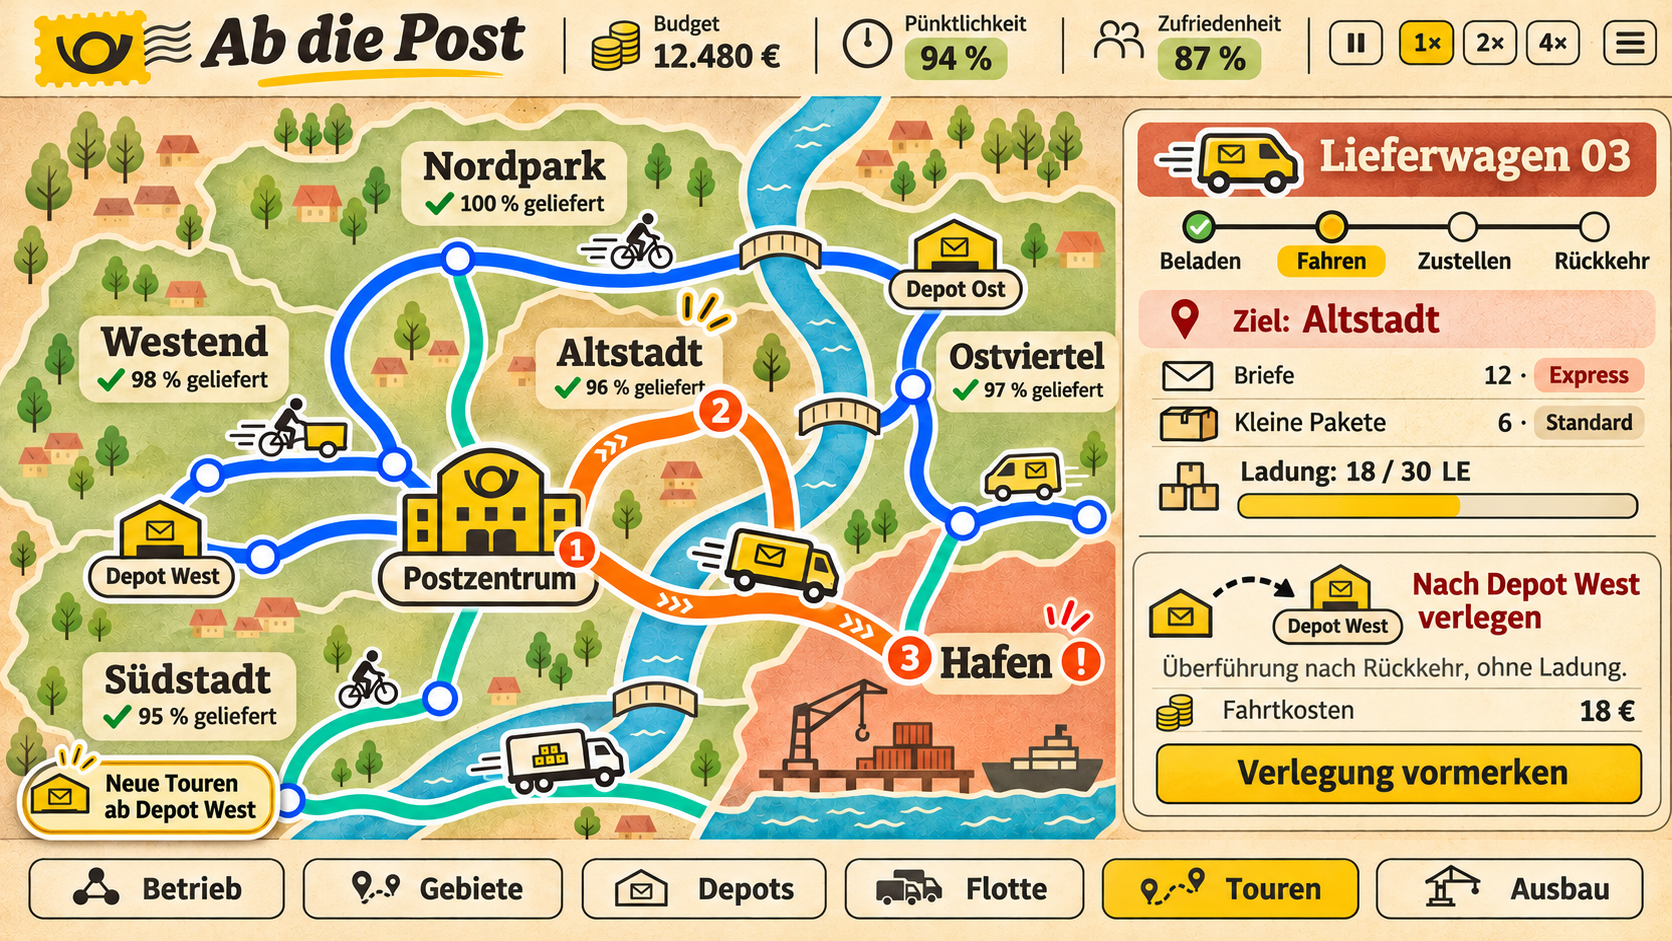 Ab die Post
Budget
12.480 €
Pünktlichkeit
94 %
Zufriedenheit
87 %
1×
2×
4×
Nordpark
100 % geliefert
Depot Ost
Westend
98 % geliefert
Altstadt
96 % geliefert
Ostviertel
97 % geliefert
2
Depot West
Postzentrum
1
3
Hafen
!
Südstadt
95 % geliefert
Neue Touren
ab Depot West
Lieferwagen 03
Beladen
Fahren
Zustellen
Rückkehr
Ziel: Altstadt
Briefe 12 · Express
Kleine Pakete 6 · Standard
Ladung: 18 / 30 LE
Depot West
Nach Depot West
verlegen
Überführung nach Rückkehr, ohne Ladung.
Fahrtkosten 18 €
Verlegung vormerken
Betrieb
Gebiete
Depots
Flotte
Touren
Ausbau